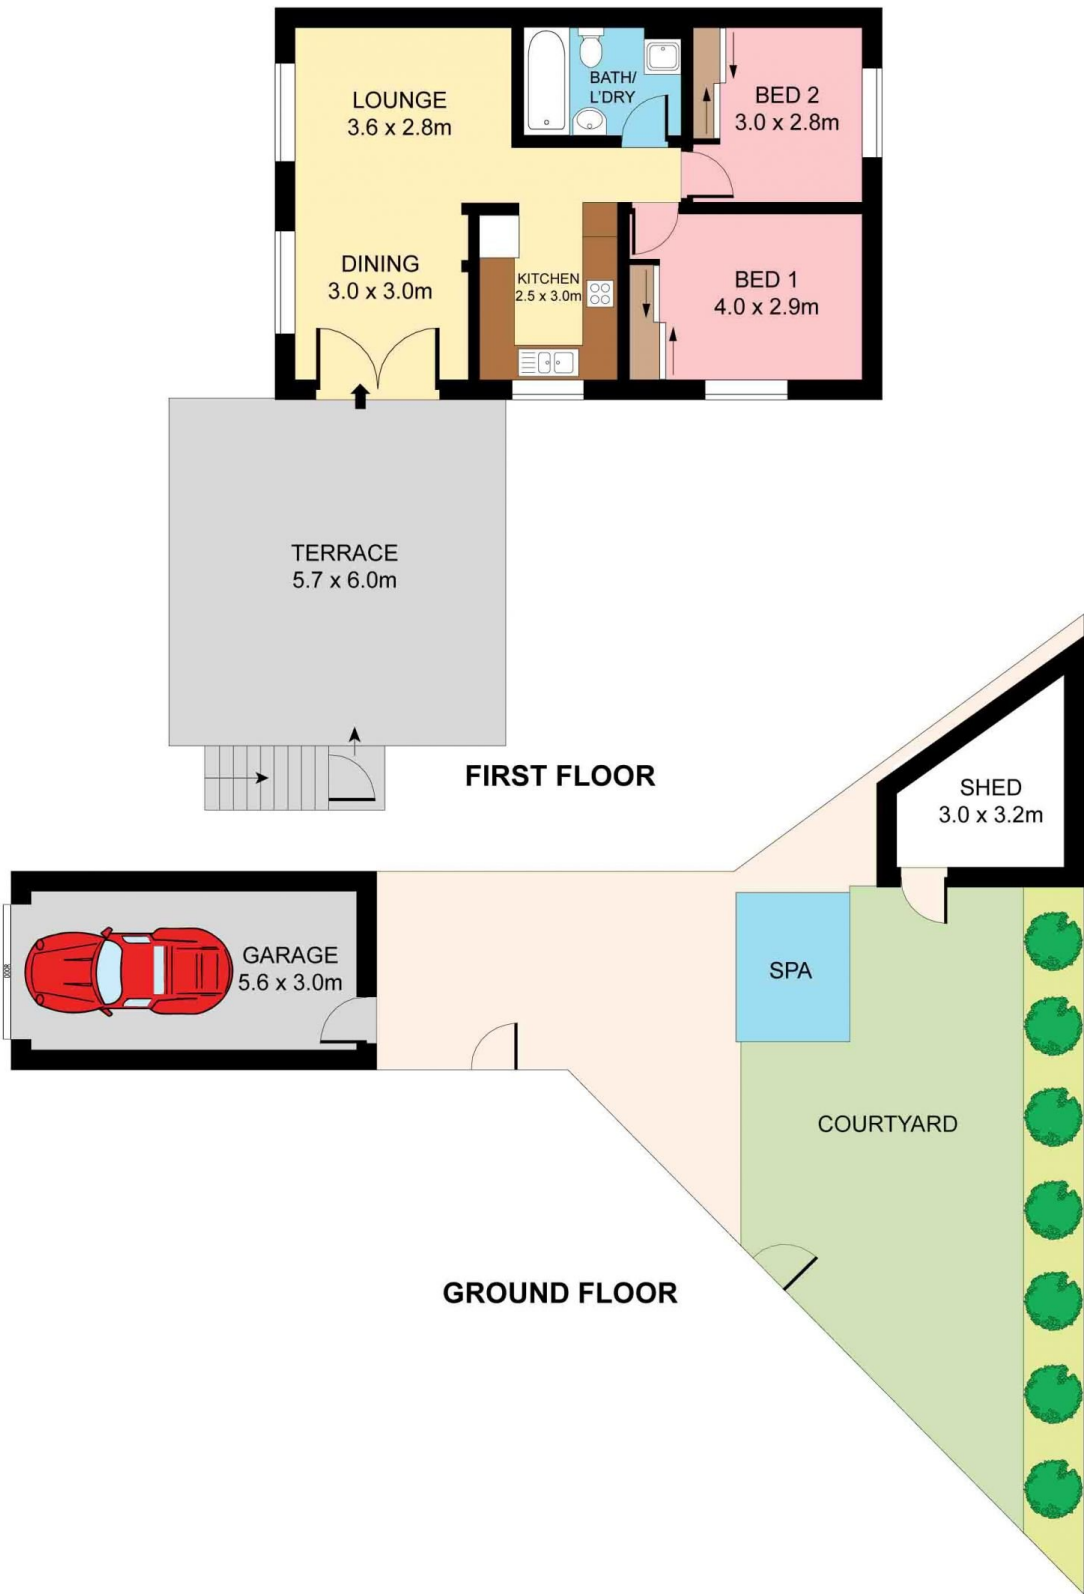 LOUNGE
3.6 x 2.8m
BATH/
L'DRY
BED 2
3.0 x 2.8m
DINING
3.0 x 3.0m
KITCHEN
2.5 x 3.0m
BED 1
4.0 x 2.9m
TERRACE
5.7 x 6.0m
FIRST FLOOR
SHED
3.0 x 3.2m
DOOR
GARAGE
5.6 x 3.0m
SPA
COURTYARD
GROUND FLOOR